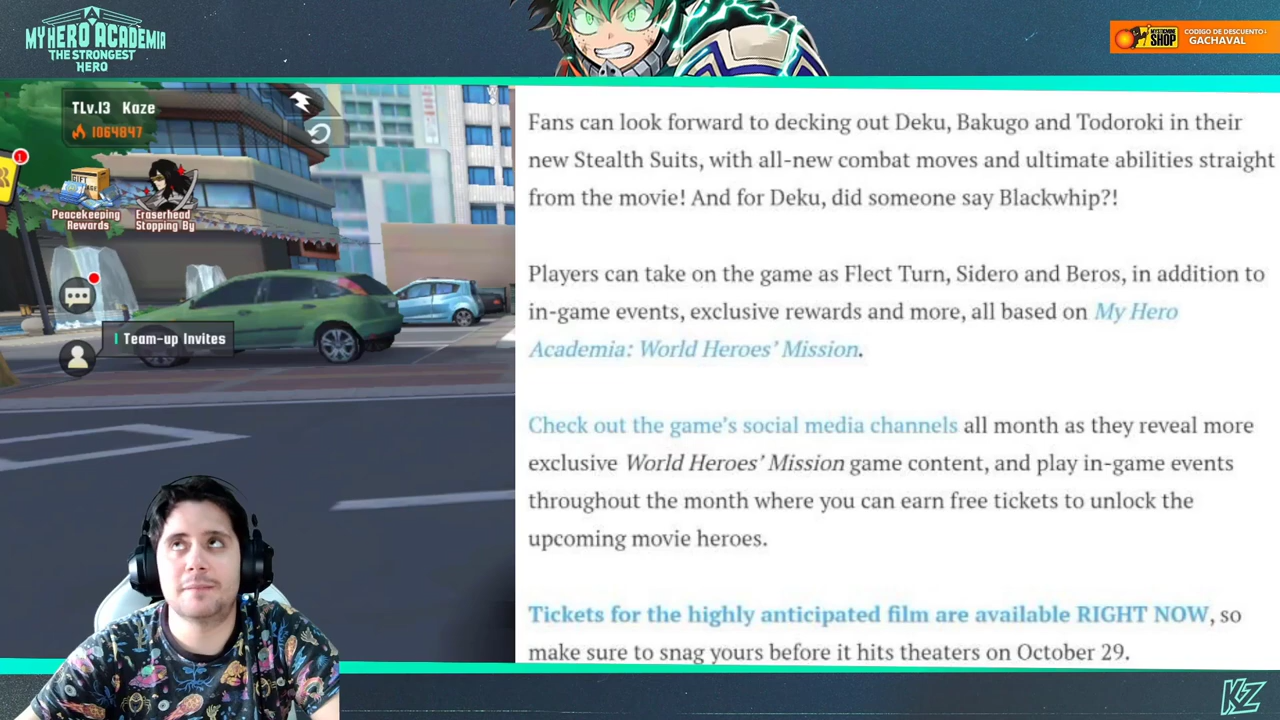 MY HERO ACADEMIA
THE STRONGEST
HERO
MYSTICMINE
SHOP
CODIGO DE DESCUENTO:
GACHAVAL
TLv.13 Kaze
1064847
1
GIFT
Peacekeeping
Rewards
Eraserhead
Stopping By
Team-up Invites
Fans can look forward to decking out Deku, Bakugo and Todoroki in their
new Stealth Suits, with all-new combat moves and ultimate abilities straight
from the movie! And for Deku, did someone say Blackwhip?!
Players can take on the game as Flect Turn, Sidero and Beros, in addition to
in-game events, exclusive rewards and more, all based on My Hero
Academia: World Heroes’ Mission.
Check out the game’s social media channels all month as they reveal more
exclusive World Heroes’ Mission game content, and play in-game events
throughout the month where you can earn free tickets to unlock the
upcoming movie heroes.
Tickets for the highly anticipated film are available RIGHT NOW, so
make sure to snag yours before it hits theaters on October 29.
KZ